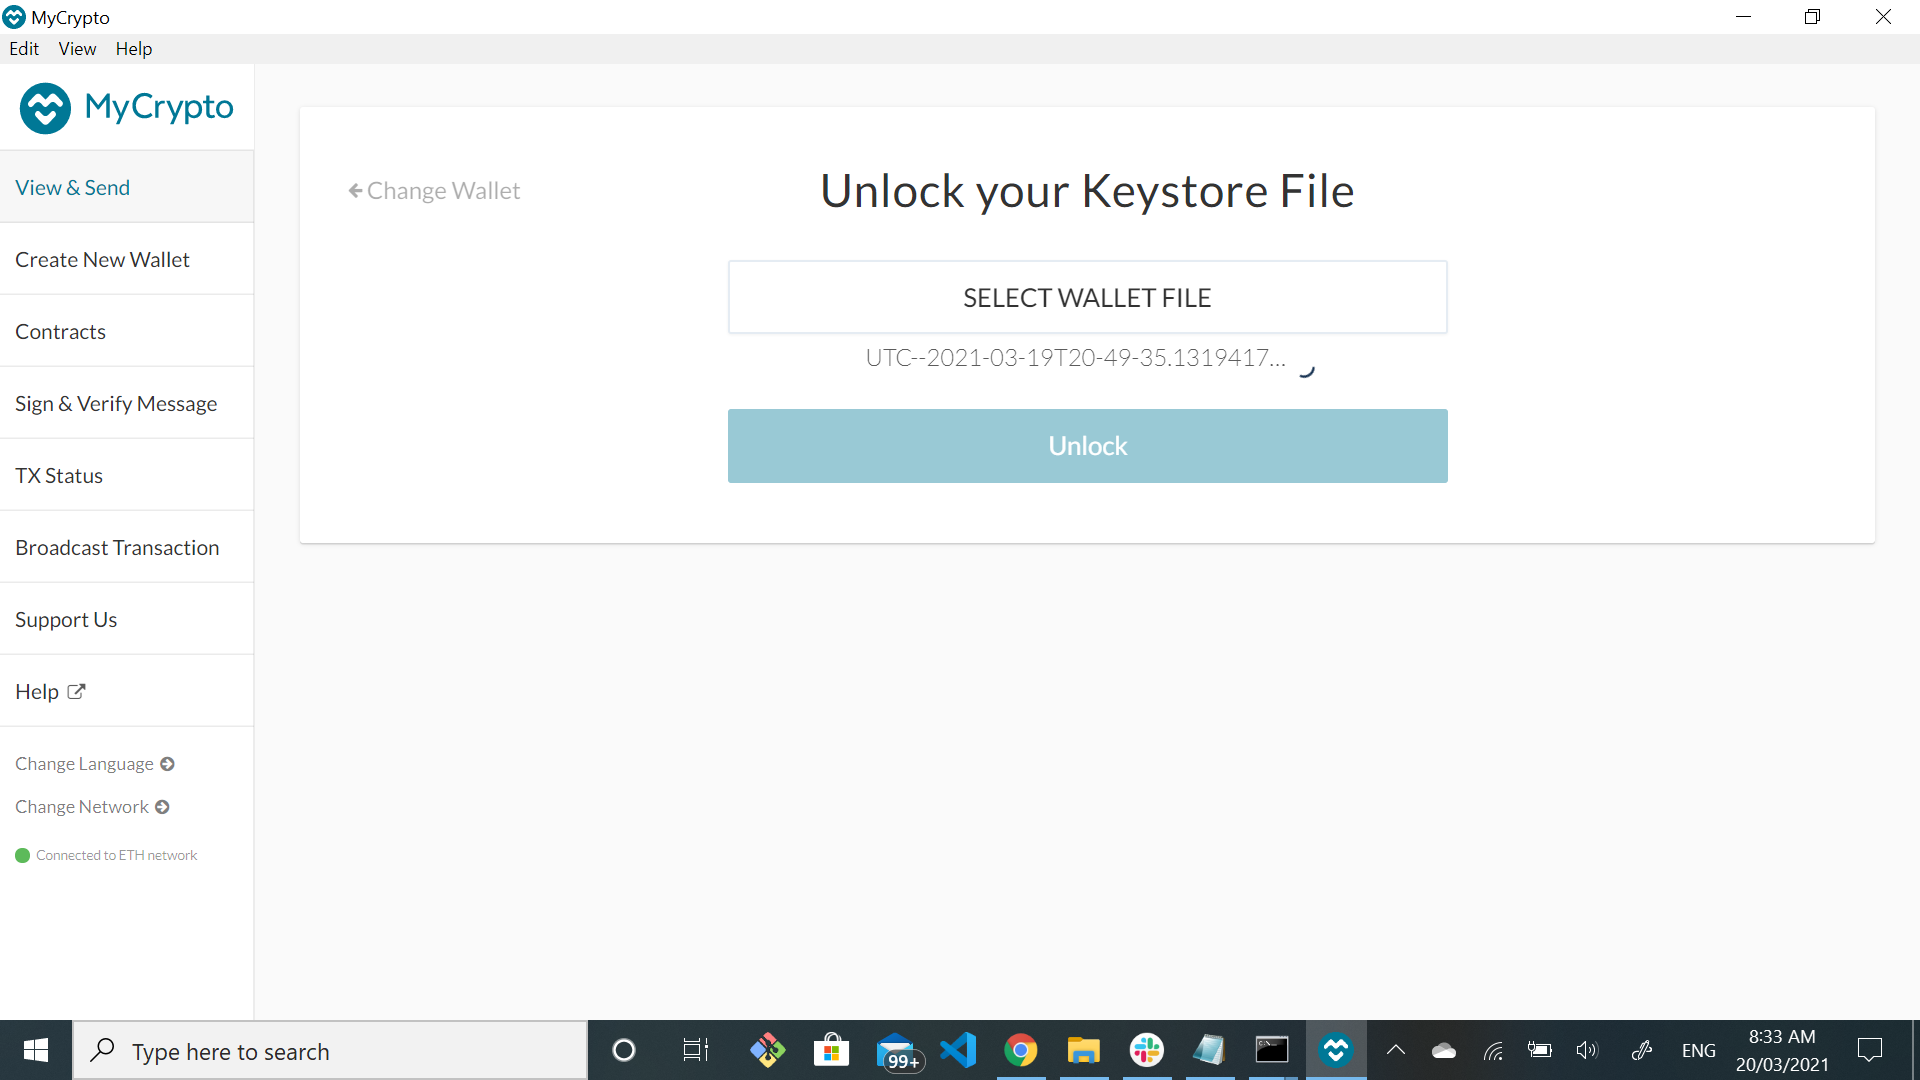 MyCrypto
Edit View Help
MyCrypto
View & Send
Create New Wallet
Contracts
Sign & Verify Message
TX Status
Broadcast Transaction
Support Us
Help
Change Language
Change Network
Connected to ETH network
Change Wallet
Unlock your Keystore File
SELECT WALLET FILE
UTC--2021-03-19T20-49-35.1319417...
Unlock
Type here to search
99+
ENG
8:33 AM
20/03/2021